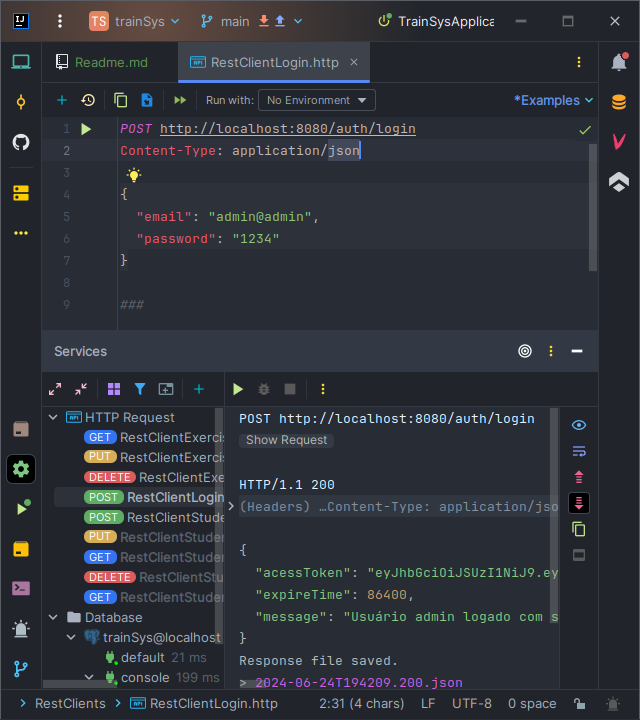 IJ
TS trainSys
main
TrainSysApplica
Readme.md
API RestClientLogin.http
Run with: No Environment
*Examples
1 POST http://localhost:8080/auth/login
2 Content-Type: application/json
3
4 {
5 "email": "admin@admin",
6 "password": "1234"
7 }
8
9 ###
Services
API HTTP Request
GET RestClientExercis
PUT RestClientExercis
DELETE RestClientExe
POST RestClientLogin
POST RestClientStude
PUT RestClientStuder
GET RestClientStuder
DELETE RestClientStu
GET RestClientStuder
Database
trainSys@localhost
default 21 ms
console 199 ms
POST http://localhost:8080/auth/login
Show Request
HTTP/1.1 200
(Headers) …Content-Type: application/jso
{
"acessToken": "eyJhbGciOiJSUzI1NiJ9.ey
"expireTime": 86400,
"message": "Usuário admin logado com s
}
Response file saved.
> 2024-06-24T194209.200.json
RestClients
API RestClientLogin.http
2:31 (4 chars)
LF
UTF-8
0 space